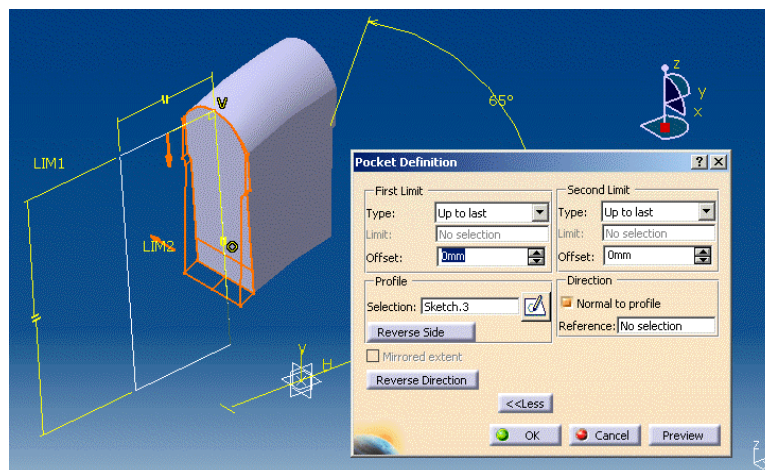 z
V
65°
y
x
LIM1
LIM2
y
H
Pocket Definition
First Limit
Type: Up to last
Limit: No selection
Offset: 0mm
Second Limit
Type: Up to last
Limit: No selection
Offset: 0mm
Profile
Selection: Sketch.3
Reverse Side
Direction
Normal to profile
Reference: No selection
Mirrored extent
Reverse Direction
<<Less
OK Cancel Preview
z